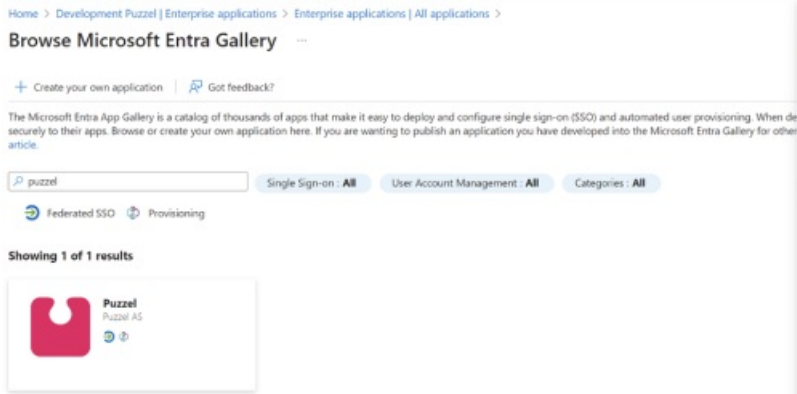 Home > Development Puzzel | Enterprise applications > Enterprise applications | All applications >
Browse Microsoft Entra Gallery ...
+ Create your own application | Got feedback?
The Microsoft Entra App Gallery is a catalog of thousands of apps that make it easy to deploy and configure single sign-on (SSO) and automated user provisioning. When de
securely to their apps. Browse or create your own application here. If you are wanting to publish an application you have developed into the Microsoft Entra Gallery for other
article.
puzzel
Single Sign-on : All
User Account Management : All
Categories : All
Federated SSO
Provisioning
Showing 1 of 1 results
Puzzel
Puzzel AS